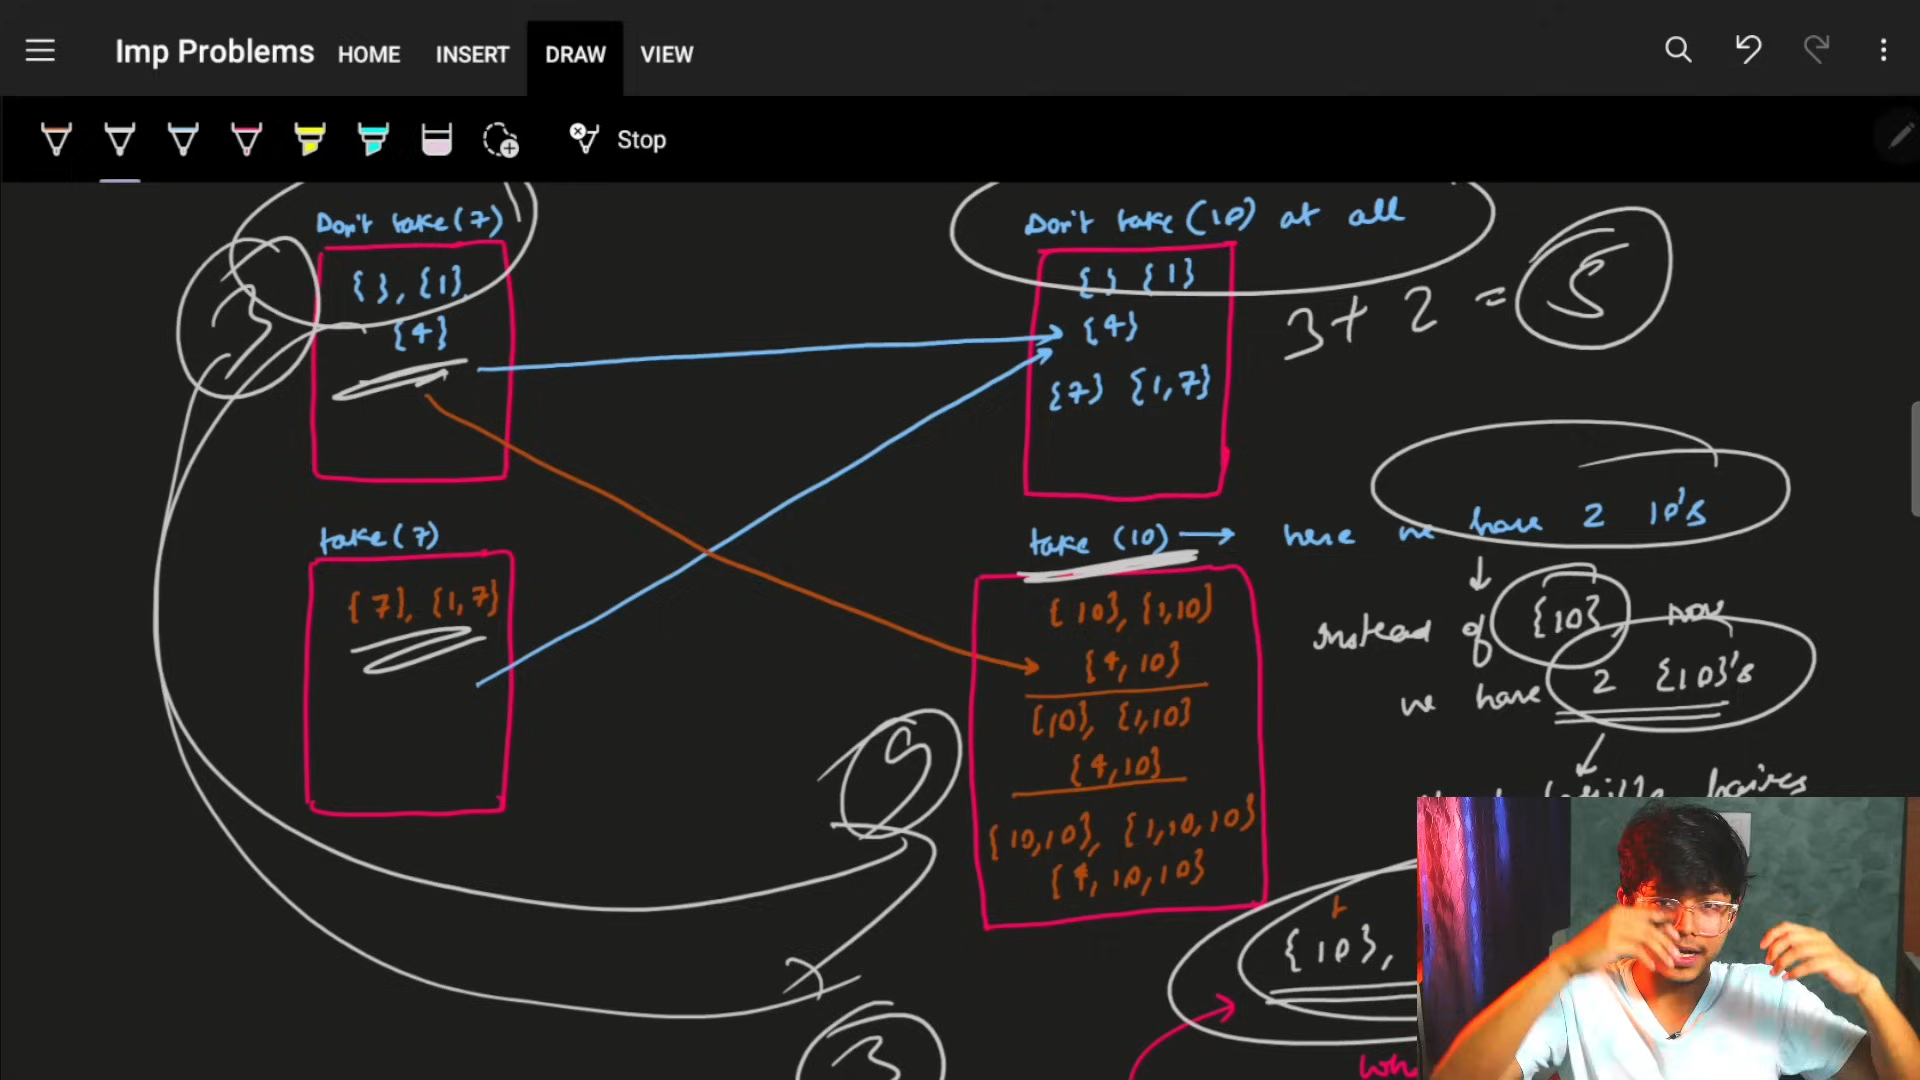 Imp Problems HOME INSERT DRAW VIEW
Stop
Don't take(7)
{ }, {1}
{4}
3
take(7)
{7}, {1,7}
Don't take(10) at all
{ } {1}
{4}
{7} {1,7}
3 + 2 = 5
take (10) → here we have 2 10's
{10}, {1,10}
{4, 10}
{10}, {1,10}
{4,10}
{10,10}, {1,10,10}
{4, 10, 10}
instead of {10} now
we have 2 {10}'s
{10},
3